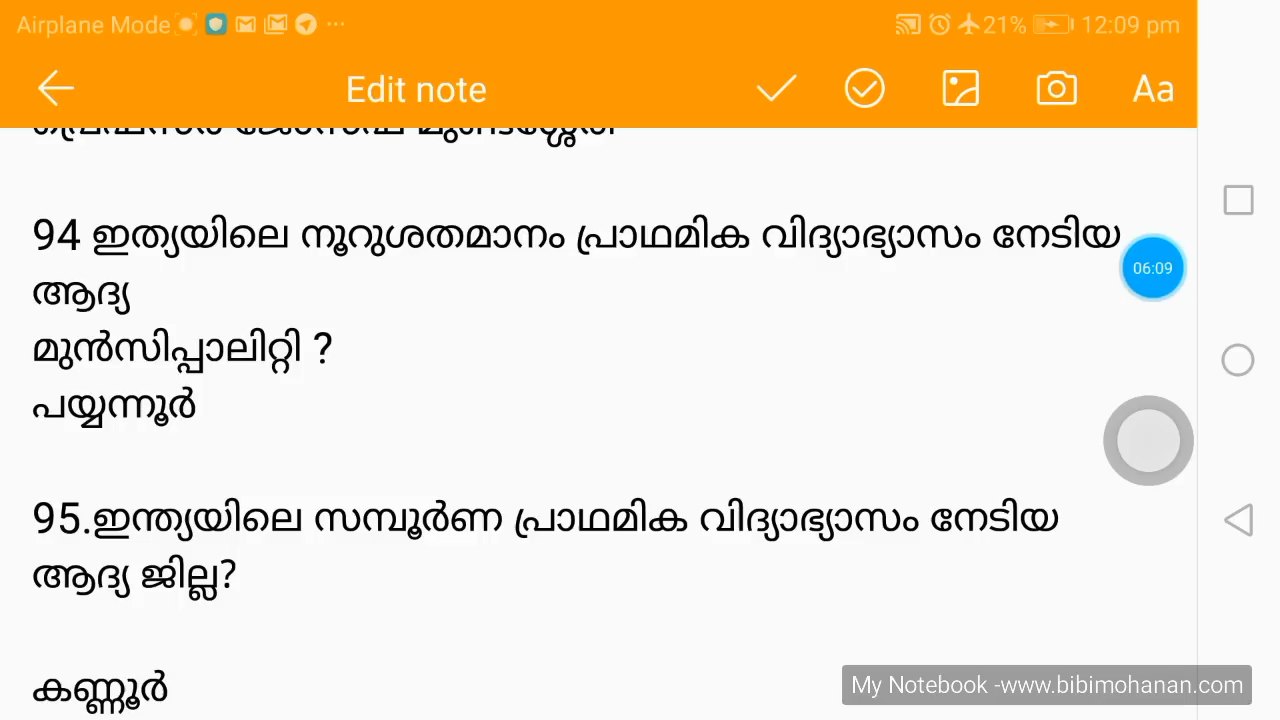 Airplane Mode ... 21% 12:09 pm
Edit note Aa
94 ഇത്യയിലെ നൂറുശതമാനം പ്രാഥമിക വിദ്യാഭ്യാസം നേടിയ
06:09
ആദ്യ
മുൻസിപ്പാലിറ്റി ?
പയ്യന്നൂർ
95.ഇന്ത്യയിലെ സമ്പൂർണ പ്രാഥമിക വിദ്യാഭ്യാസം നേടിയ
ആദ്യ ജില്ല?
കണ്ണൂർ
My Notebook -www.bibimohanan.com